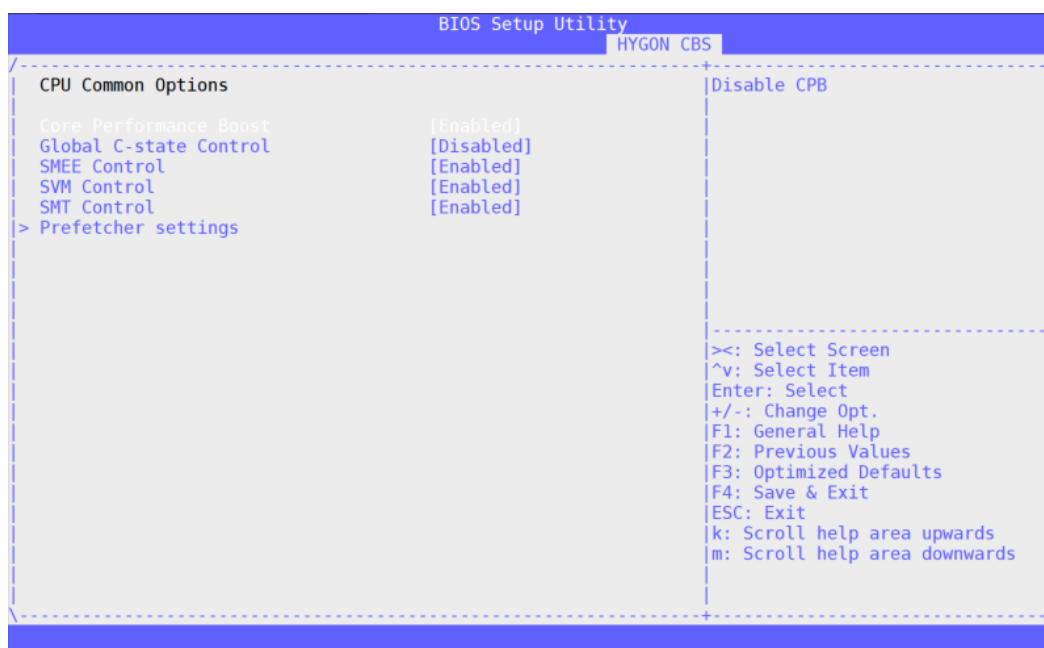 BIOS Setup Utility
HYGON CBS
CPU Common Options
Core Performance Boost [Enabled]
Global C-state Control [Disabled]
SMEE Control [Enabled]
SVM Control [Enabled]
SMT Control [Enabled]
> Prefetcher settings
Disable CPB
><: Select Screen
^v: Select Item
Enter: Select
+/-: Change Opt.
F1: General Help
F2: Previous Values
F3: Optimized Defaults
F4: Save & Exit
ESC: Exit
k: Scroll help area upwards
m: Scroll help area downwards